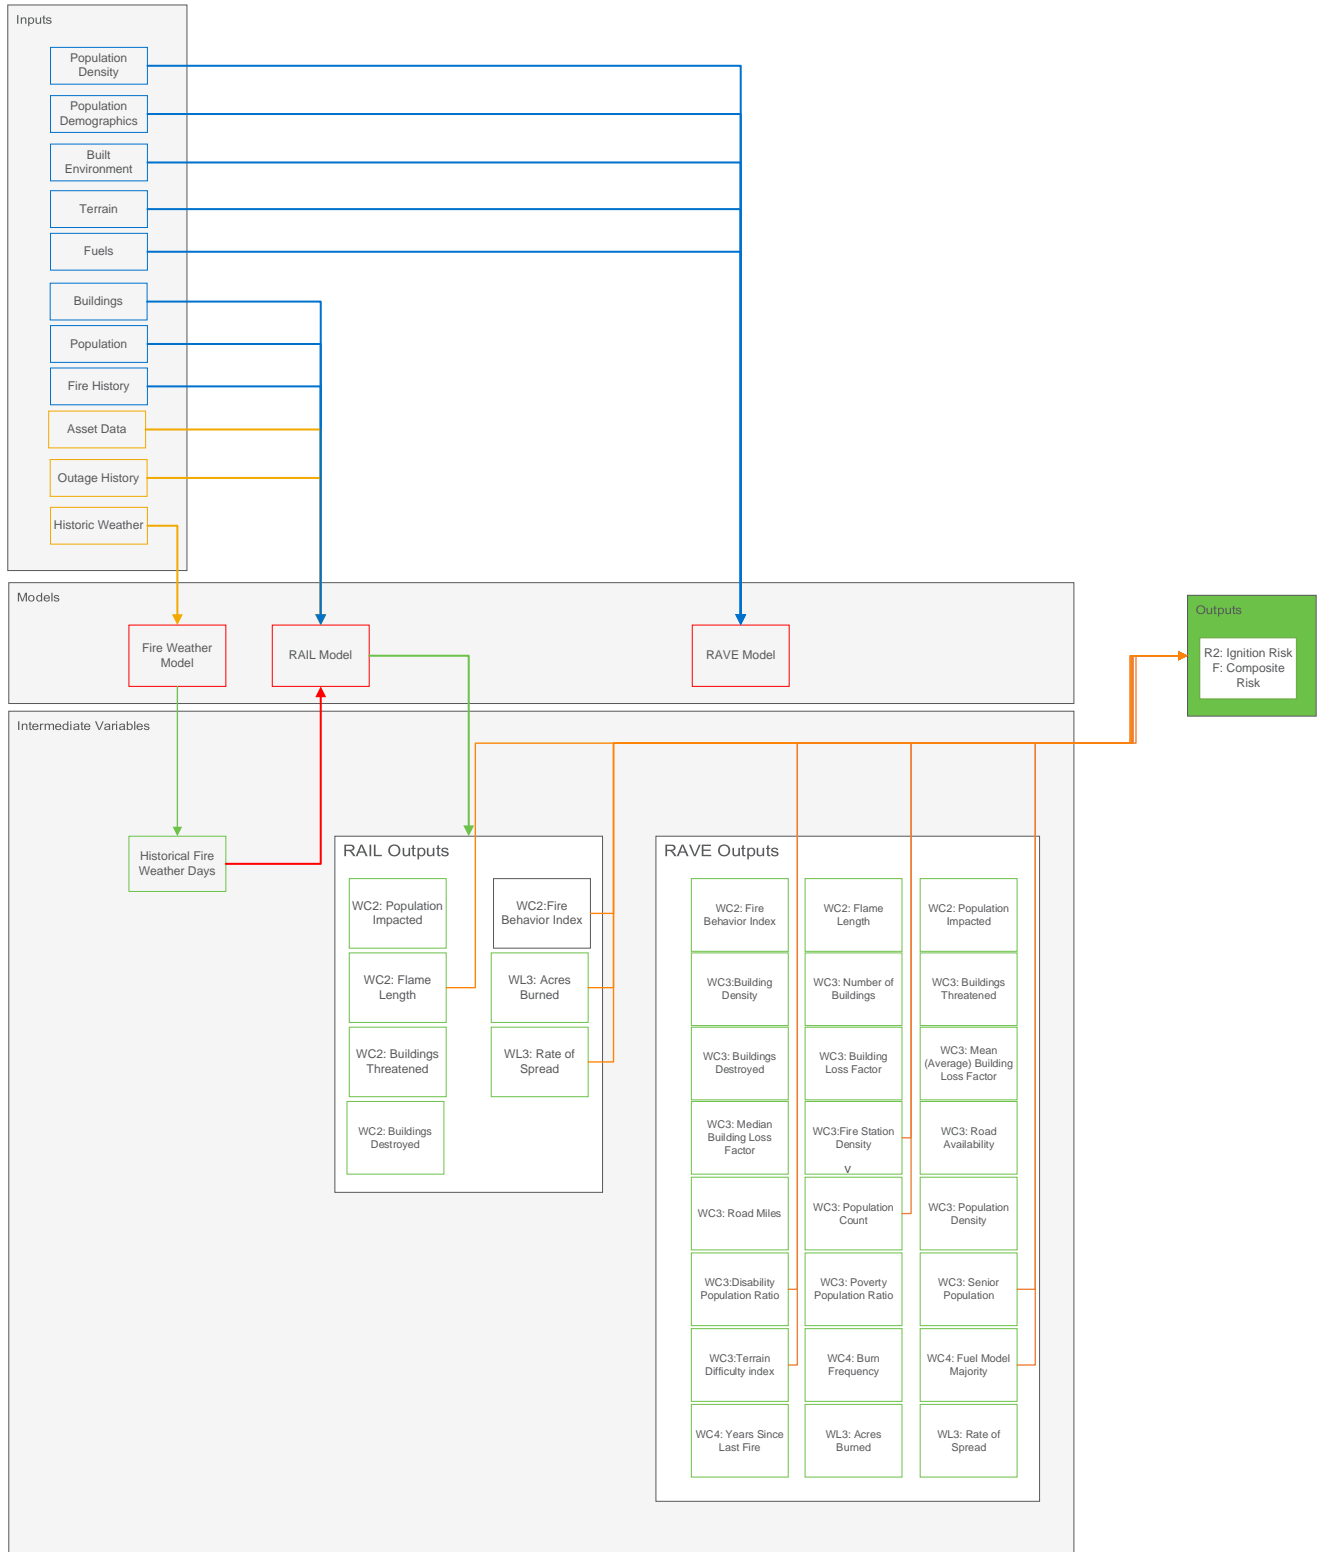 Inputs
Population
Density
Population
Demographics
Built
Environment
Terrain
Fuels
Buildings
Population
Fire History
Asset Data
Outage History
Historic Weather
Models
Fire Weather
Model
RAIL Model
RAVE Model
Outputs
R2: Ignition Risk
F: Composite
Risk
Intermediate Variables
Historical Fire
Weather Days
RAIL Outputs
WC2: Population
Impacted
WC2:Fire
Behavior Index
WC2: Flame
Length
WL3: Acres
Burned
WC2: Buildings
Threatened
WL3: Rate of
Spread
WC2: Buildings
Destroyed
RAVE Outputs
WC2: Fire
Behavior Index
WC2: Flame
Length
WC2: Population
Impacted
WC3:Building
Density
WC3: Number of
Buildings
WC3: Buildings
Threatened
WC3: Buildings
Destroyed
WC3: Building
Loss Factor
WC3: Mean
(Average) Building
Loss Factor
WC3: Median
Building Loss
Factor
WC3:Fire Station
Density
v
WC3: Road
Availability
WC3: Road Miles
WC3: Population
Count
WC3: Population
Density
WC3:Disability
Population Ratio
WC3: Poverty
Population Ratio
WC3: Senior
Population
WC3:Terrain
Difficulty index
WC4: Burn
Frequency
WC4: Fuel Model
Majority
WC4: Years Since
Last Fire
WL3: Acres
Burned
WL3: Rate of
Spread